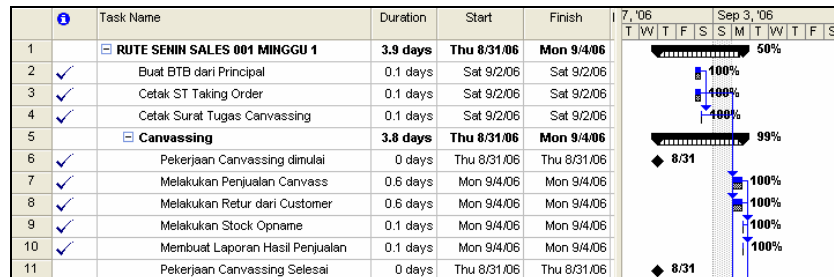 Task Name Duration Start Finish 7, '06 Sep 3, '06
T W T F S S M T W T F S
1 RUTE SENIN SALES 001 MINGGU 1 3.9 days Thu 8/31/06 Mon 9/4/06 50%
2 Buat BTB dari Principal 0.1 days Sat 9/2/06 Sat 9/2/06 100%
3 Cetak ST Taking Order 0.1 days Sat 9/2/06 Sat 9/2/06 100%
4 Cetak Surat Tugas Canvassing 0.1 days Sat 9/2/06 Sat 9/2/06 100%
5 Canvassing 3.8 days Thu 8/31/06 Mon 9/4/06 99%
6 Pekerjaan Canvassing dimulai 0 days Thu 8/31/06 Thu 8/31/06 8/31
7 Melakukan Penjualan Canvass 0.6 days Mon 9/4/06 Mon 9/4/06 100%
8 Melakukan Retur dari Customer 0.6 days Mon 9/4/06 Mon 9/4/06 100%
9 Melakukan Stock Opname 0.1 days Mon 9/4/06 Mon 9/4/06 100%
10 Membuat Laporan Hasil Penjualan 0.1 days Mon 9/4/06 Mon 9/4/06 100%
11 Pekerjaan Canvassing Selesai 0 days Thu 8/31/06 Thu 8/31/06 8/31